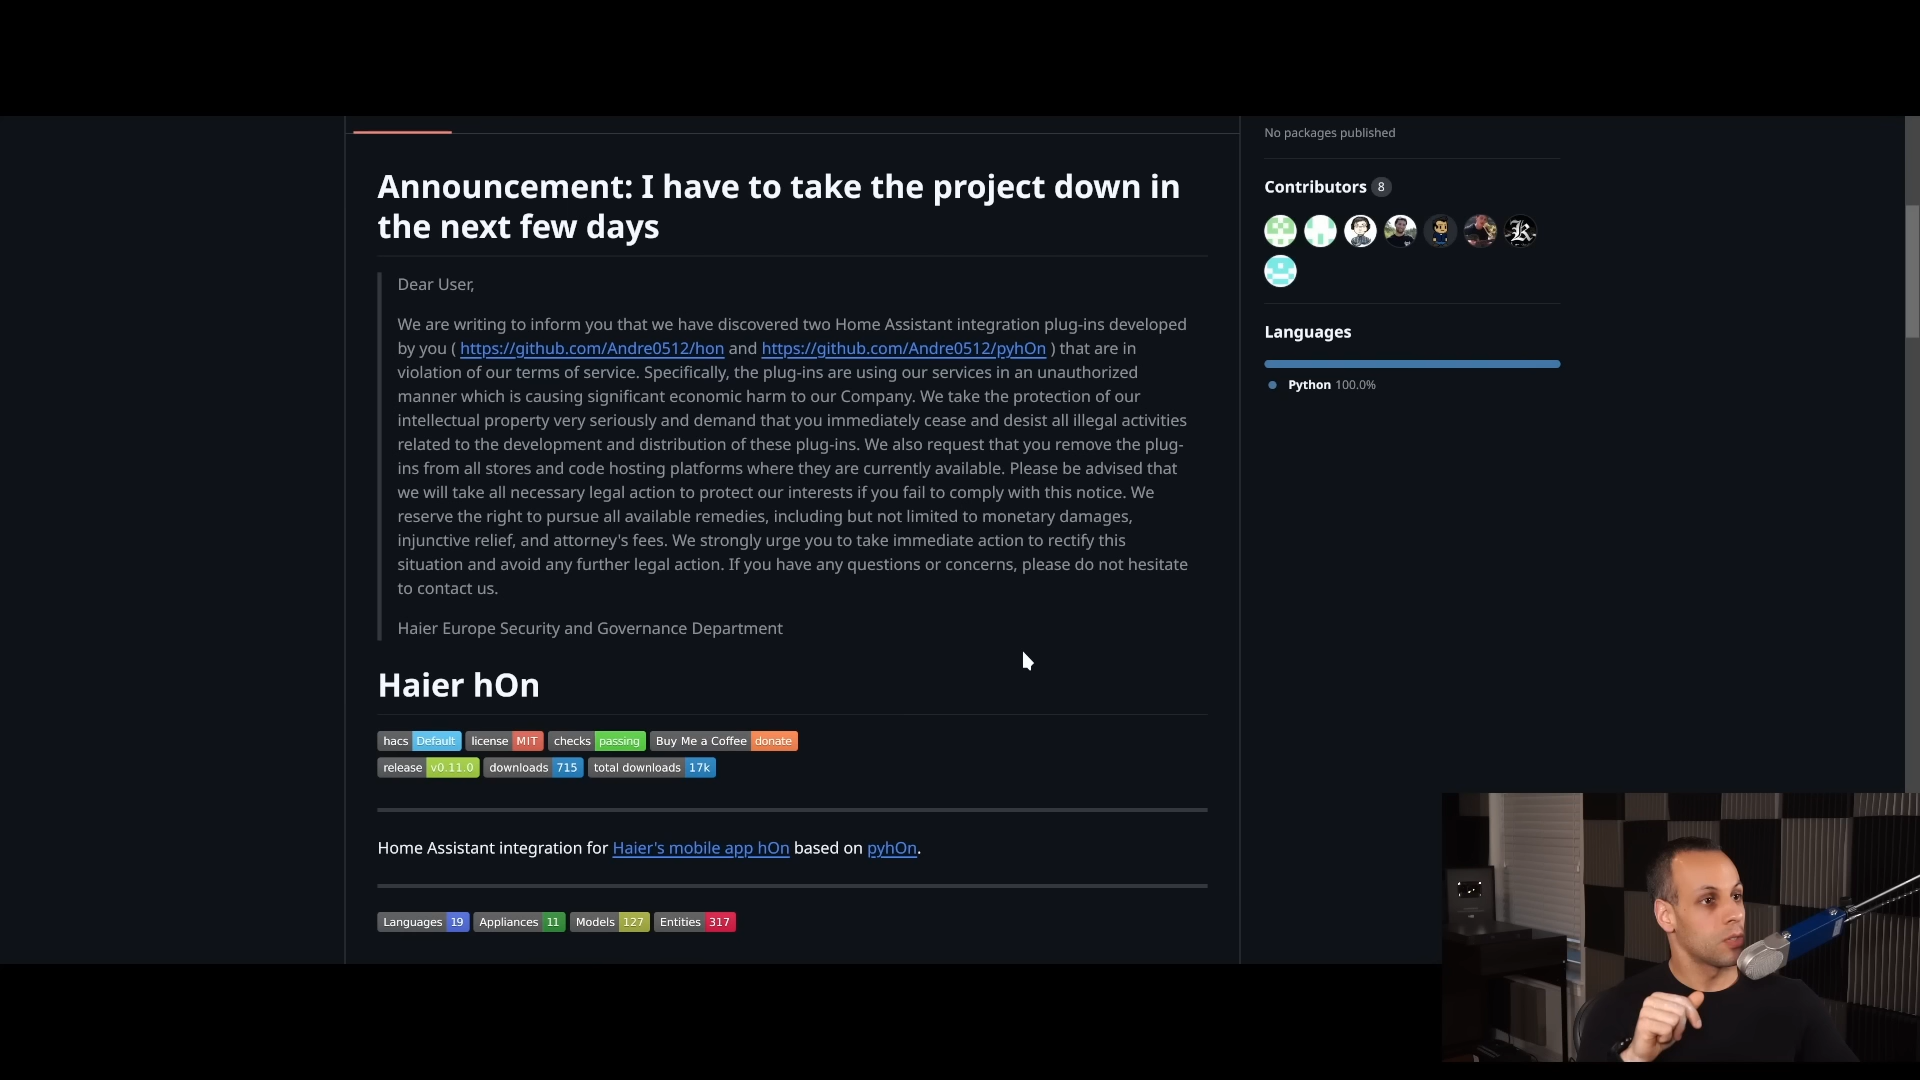 No packages published
Announcement: I have to take the project down in
the next few days
Contributors 8
Dear User,
We are writing to inform you that we have discovered two Home Assistant integration plug-ins developed
by you ( https://github.com/Andre0512/hon and https://github.com/Andre0512/pyhOn ) that are in
violation of our terms of service. Specifically, the plug-ins are using our services in an unauthorized
manner which is causing significant economic harm to our Company. We take the protection of our
intellectual property very seriously and demand that you immediately cease and desist all illegal activities
related to the development and distribution of these plug-ins. We also request that you remove the plug-
ins from all stores and code hosting platforms where they are currently available. Please be advised that
we will take all necessary legal action to protect our interests if you fail to comply with this notice. We
reserve the right to pursue all available remedies, including but not limited to monetary damages,
injunctive relief, and attorney's fees. We strongly urge you to take immediate action to rectify this
situation and avoid any further legal action. If you have any questions or concerns, please do not hesitate
to contact us.
Haier Europe Security and Governance Department
Languages
Python 100.0%
Haier hOn
hacs Default license MIT checks passing Buy Me a Coffee donate
release v0.11.0 downloads 715 total downloads 17k
Home Assistant integration for Haier's mobile app hOn based on pyhOn.
Languages 19 Appliances 11 Models 127 Entities 317